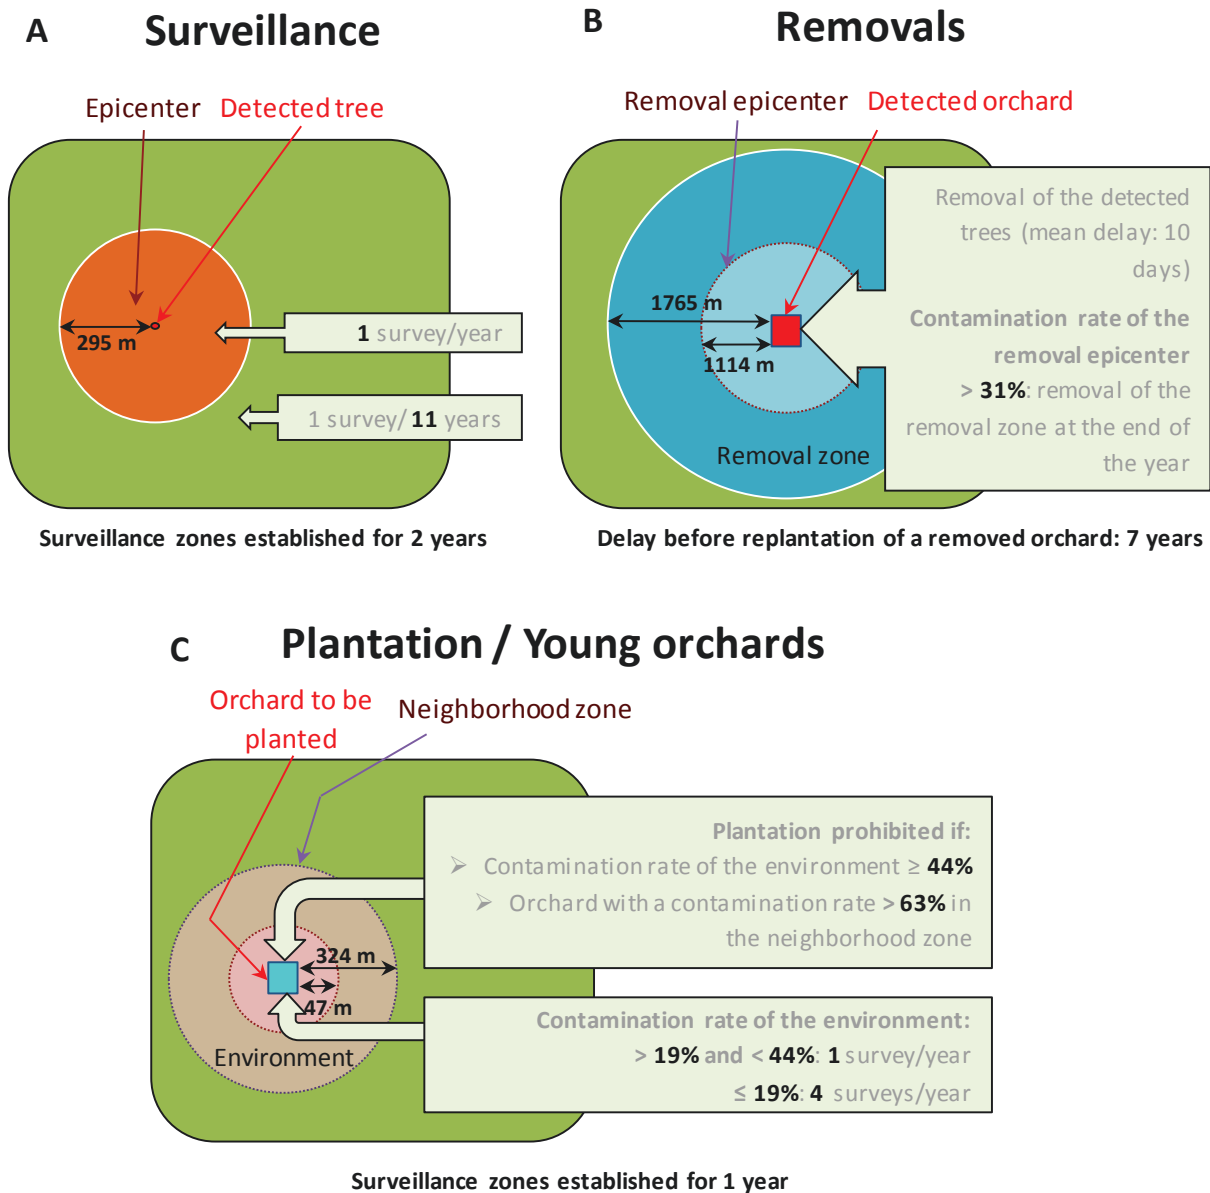 A Surveillance
Epicenter Detected tree
295 m
1 survey/year
1 survey/ 11 years
Surveillance zones established for 2 years
B Removals
Removal epicenter Detected orchard
1765 m
1114 m
Removal zone
Removal of the detected
trees (mean delay: 10
days)
Contamination rate of the
removal epicenter
> 31%: removal of the
removal zone at the end of
the year
Delay before replantation of a removed orchard: 7 years
C Plantation / Young orchards
Orchard to be
planted
Neighborhood zone
324 m
47 m
Environment
Plantation prohibited if:
➢ Contamination rate of the environment ≥ 44%
➢ Orchard with a contamination rate > 63% in
the neighborhood zone
Contamination rate of the environment:
> 19% and < 44%: 1 survey/year
≤ 19%: 4 surveys/year
Surveillance zones established for 1 year